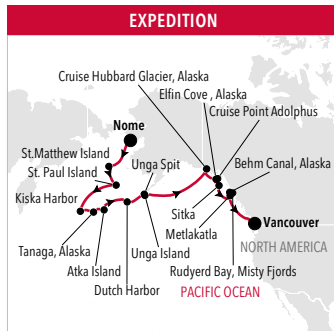 EXPEDITION
Cruise Hubbard Glacier, Alaska
Elfin Cove , Alaska
Cruise Point Adolphus
Nome
Behm Canal, Alaska
St.Matthew Island
Unga Spit
St. Paul Island
Kiska Harbor
Sitka
Metlakatla
Vancouver
Tanaga, Alaska
Unga Island
NORTH AMERICA
Atka Island
Rudyerd Bay, Misty Fjords
Dutch Harbor
PACIFIC OCEAN